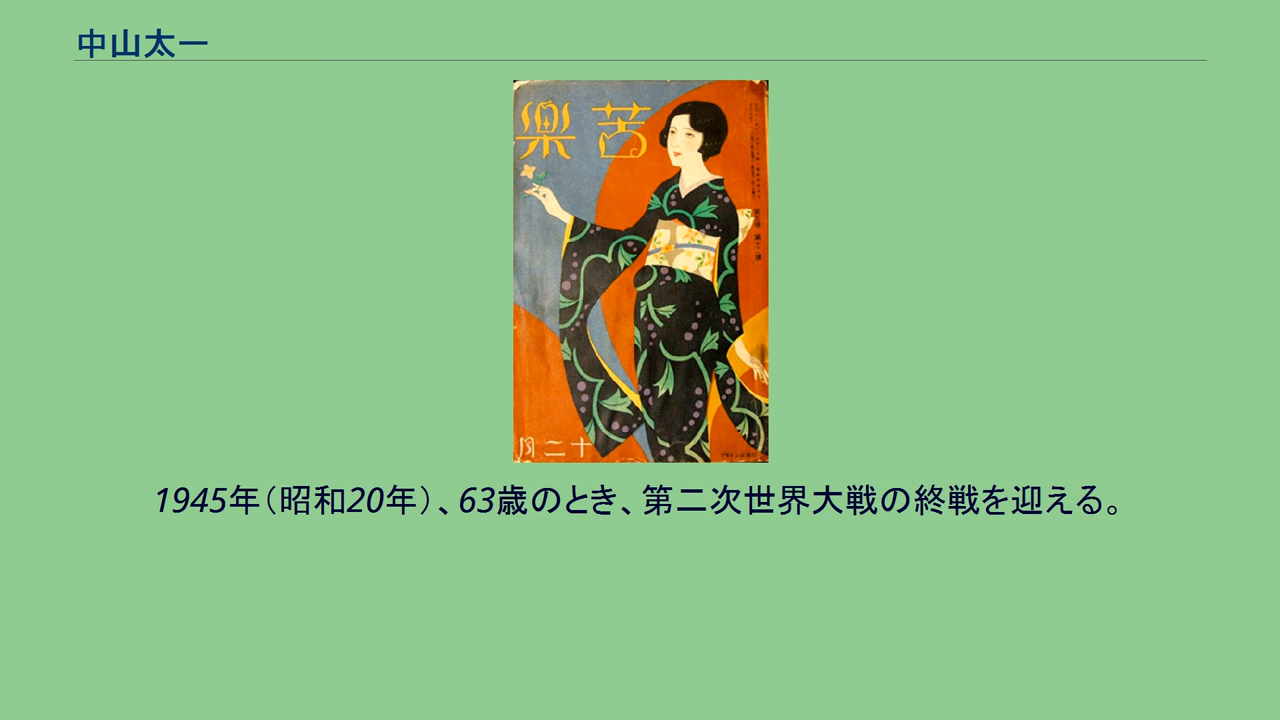 中山太一
苦楽
十二月
1945年（昭和20年）、63歳のとき、第二次世界大戦の終戦を迎える。